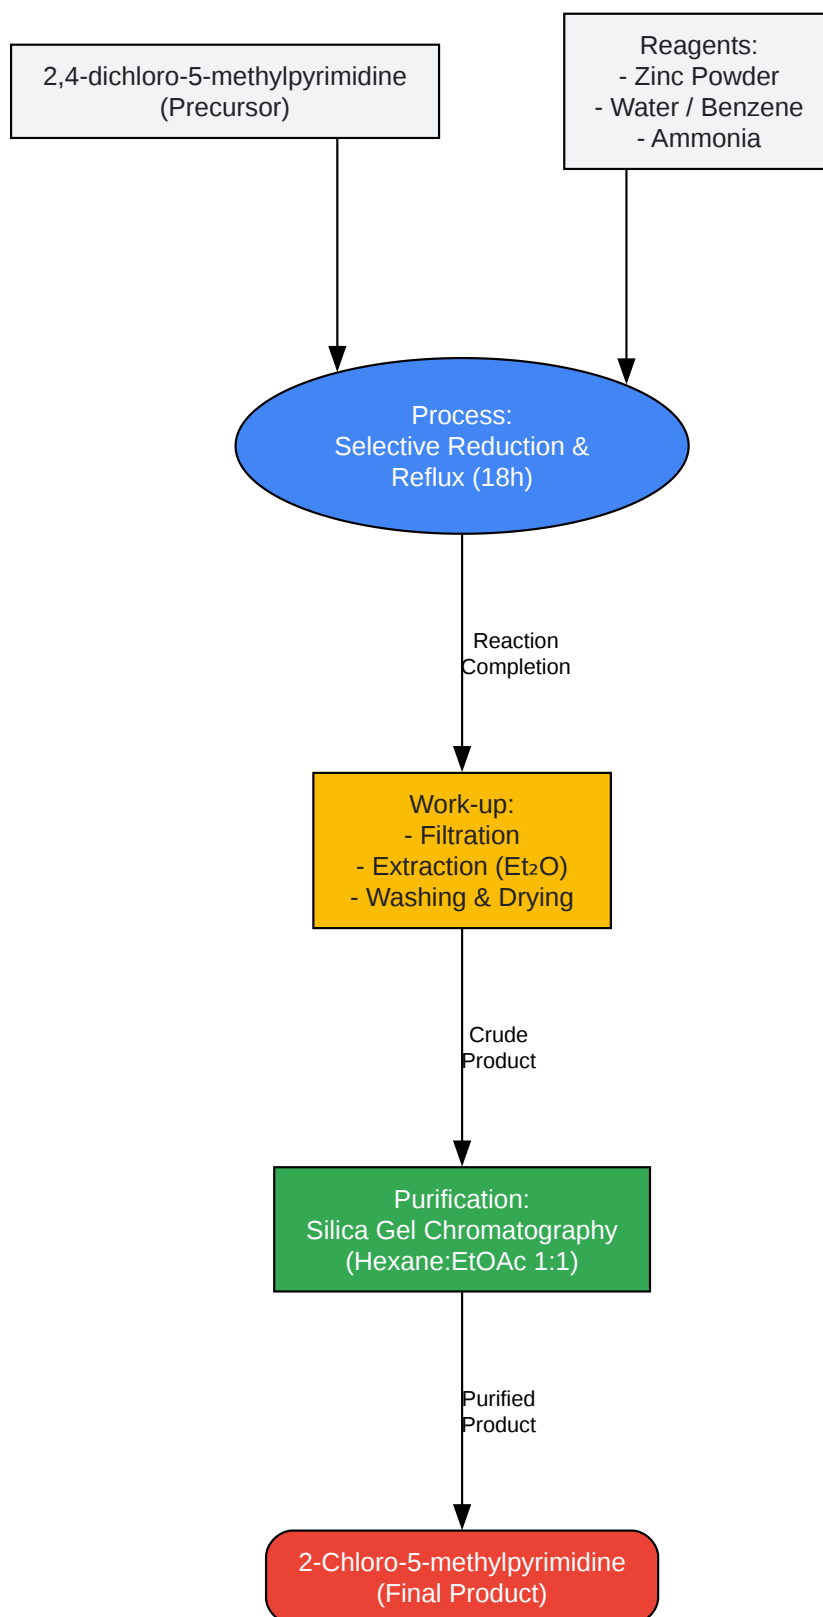 2,4-dichloro-5-methylpyrimidine
(Precursor)
Reagents:
- Zinc Powder
- Water / Benzene
- Ammonia
Process:
Selective Reduction &
Reflux (18h)
Reaction
Completion
Work-up:
- Filtration
- Extraction (Et₂O)
- Washing & Drying
Crude
Product
Purification:
Silica Gel Chromatography
(Hexane:EtOAc 1:1)
Purified
Product
2-Chloro-5-methylpyrimidine
(Final Product)